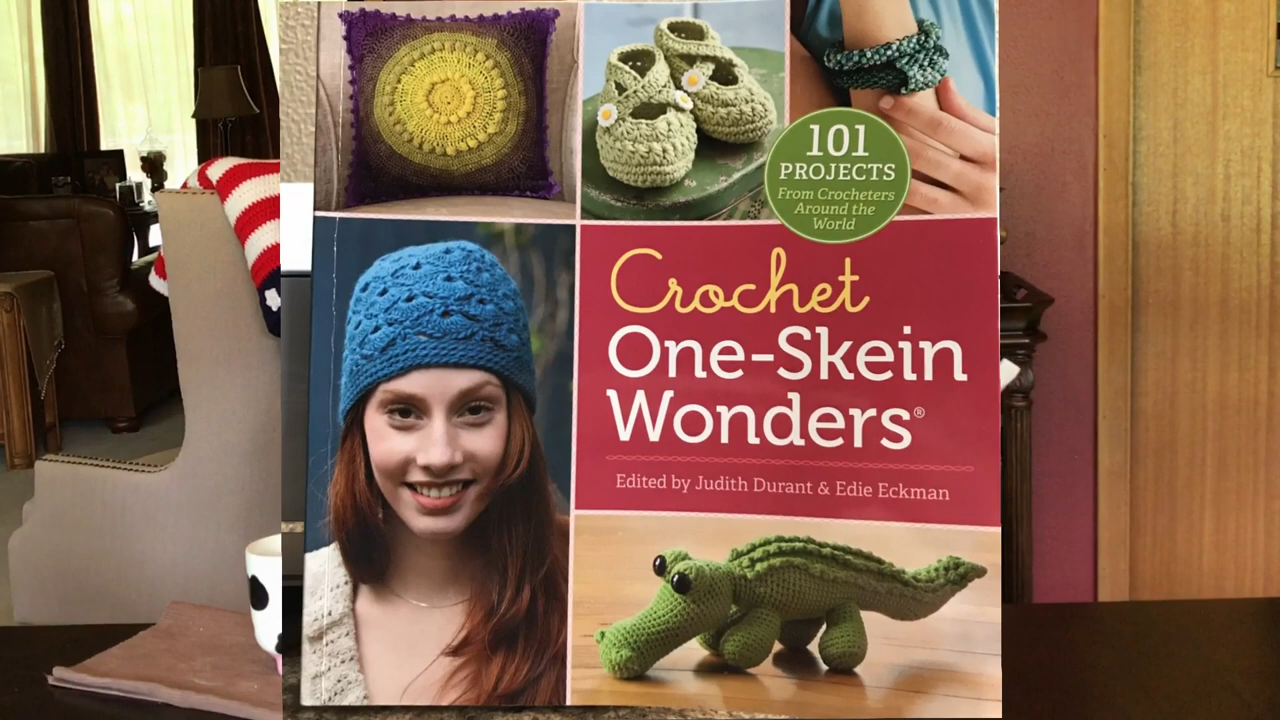 101
PROJECTS
From Crocheters
Around the
World
Crochet
One-Skein
Wonders®
Edited by Judith Durant & Edie Eckman